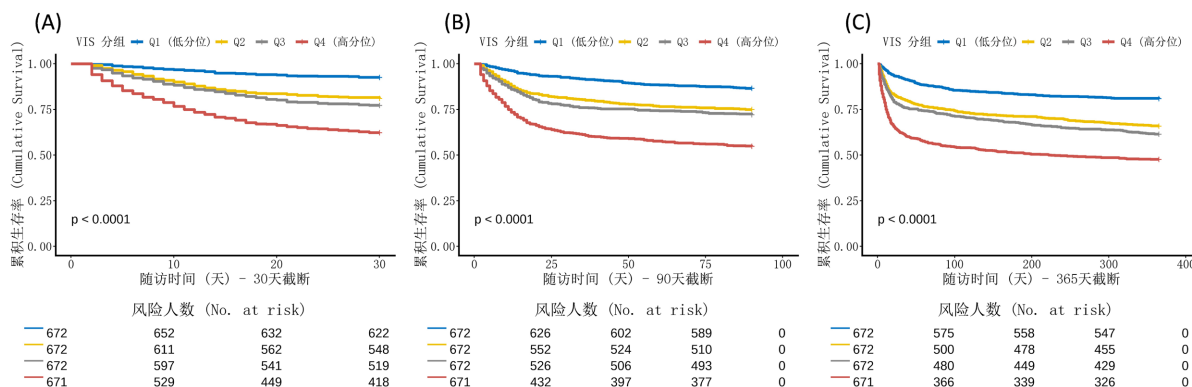 (A)
VIS 分组 Q1 (低分位) Q2 Q3 Q4 (高分位)
累积生存率 (Cumulative Survival)
1.00
0.75
0.50
0.25
0.00
p < 0.0001
0 10 20 30
随访时间 (天) - 30天截断
风险人数 (No. at risk)
672 652 632 622
672 611 562 548
672 597 541 519
671 529 449 418
(B)
VIS 分组 Q1 (低分位) Q2 Q3 Q4 (高分位)
累积生存率 (Cumulative Survival)
1.00
0.75
0.50
0.25
0.00
p < 0.0001
0 25 50 75 100
随访时间 (天) - 90天截断
风险人数 (No. at risk)
672 626 602 589 0
672 552 524 510 0
672 526 506 493 0
671 432 397 377 0
(C)
VIS 分组 Q1 (低分位) Q2 Q3 Q4 (高分位)
累积生存率 (Cumulative Survival)
1.00
0.75
0.50
0.25
0.00
p < 0.0001
0 100 200 300 400
随访时间 (天) - 365天截断
风险人数 (No. at risk)
672 575 558 547 0
672 500 478 455 0
672 480 449 429 0
671 366 339 326 0